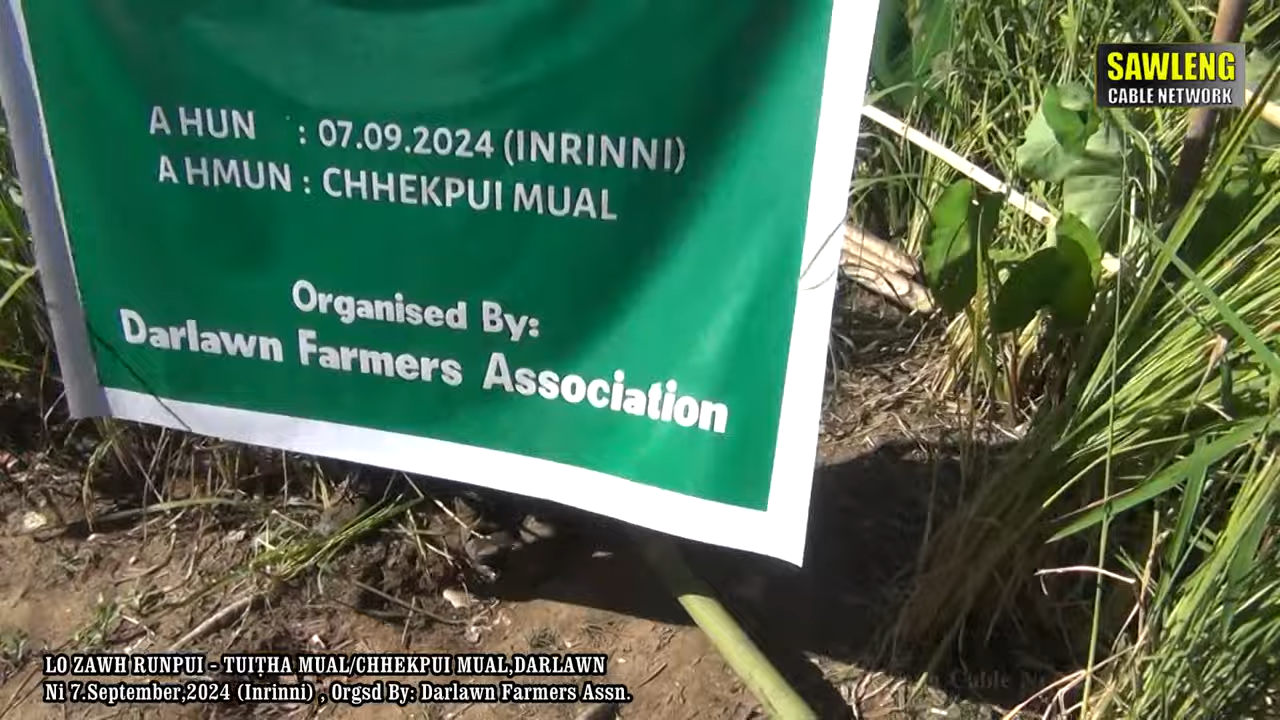 SAWLENG
CABLE NETWORK
A HUN : 07.09.2024 (INRINNI)
A HMUN : CHHEKPUI MUAL
Organised By:
Darlawn Farmers Association
LO ZAWH RUNPUI - TUIṬHA MUAL/CHHEKPUI MUAL,DARLAWN
Ni 7.September,2024 (Inrinni) , Orgsd By: Darlawn Farmers Assn.